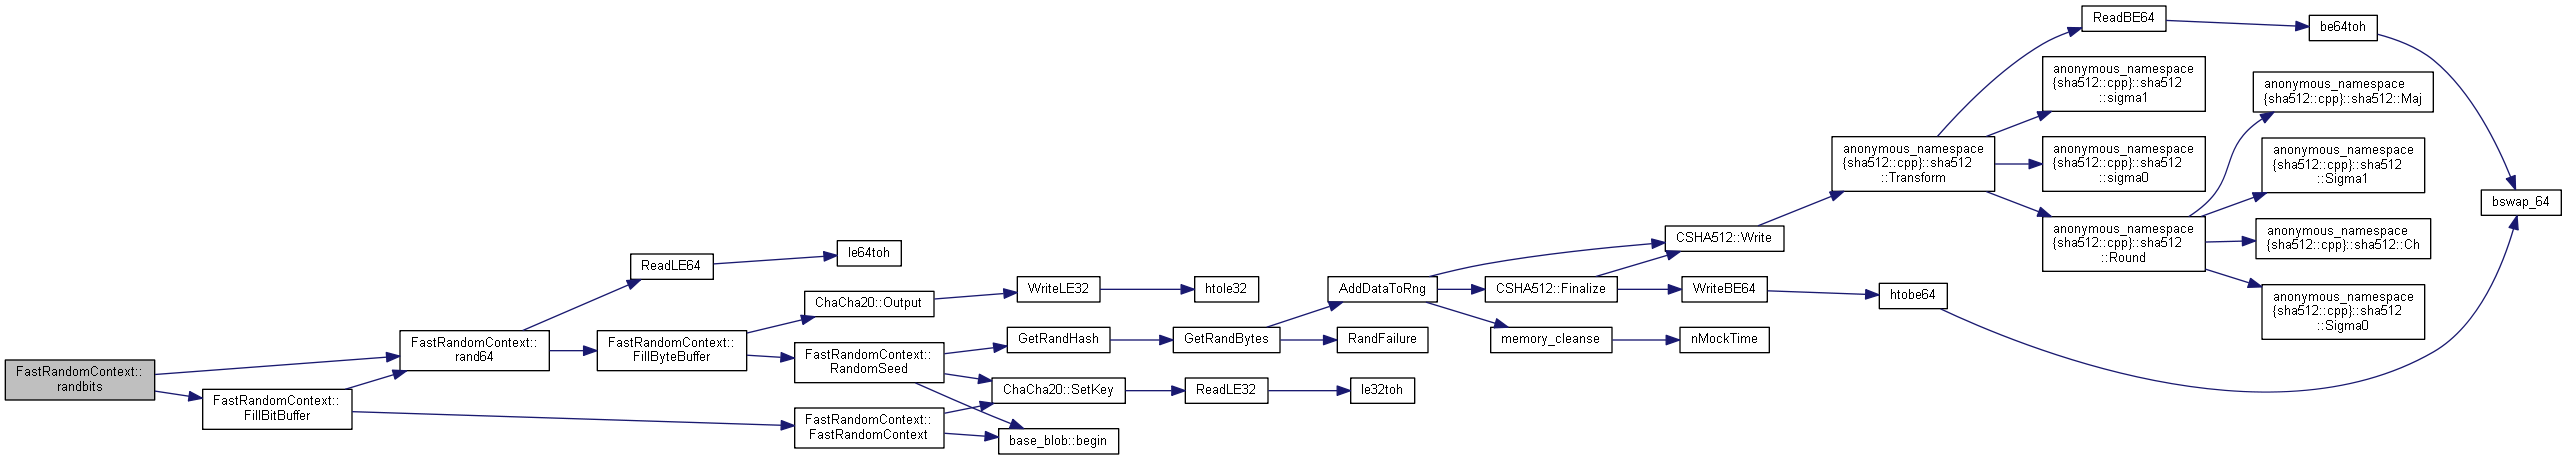 FastRandomContext::
randbits
FastRandomContext::
FillBitBuffer
FastRandomContext::
rand64
ReadLE64
le64toh
FastRandomContext::
FillByteBuffer
ChaCha20::Output
WriteLE32
htole32
FastRandomContext::
RandomSeed
FastRandomContext::
FastRandomContext
GetRandHash
ChaCha20::SetKey
base_blob::begin
GetRandBytes
ReadLE32
le32toh
AddDataToRng
RandFailure
CSHA512::Write
CSHA512::Finalize
memory_cleanse
WriteBE64
nMockTime
htobe64
anonymous_namespace
{sha512::cpp}::sha512
::Transform
ReadBE64
be64toh
anonymous_namespace
{sha512::cpp}::sha512
::sigma1
anonymous_namespace
{sha512::cpp}::sha512
::sigma0
anonymous_namespace
{sha512::cpp}::sha512
::Round
anonymous_namespace
{sha512::cpp}::sha512::Maj
anonymous_namespace
{sha512::cpp}::sha512
::Sigma1
anonymous_namespace
{sha512::cpp}::sha512::Ch
anonymous_namespace
{sha512::cpp}::sha512
::Sigma0
bswap_64